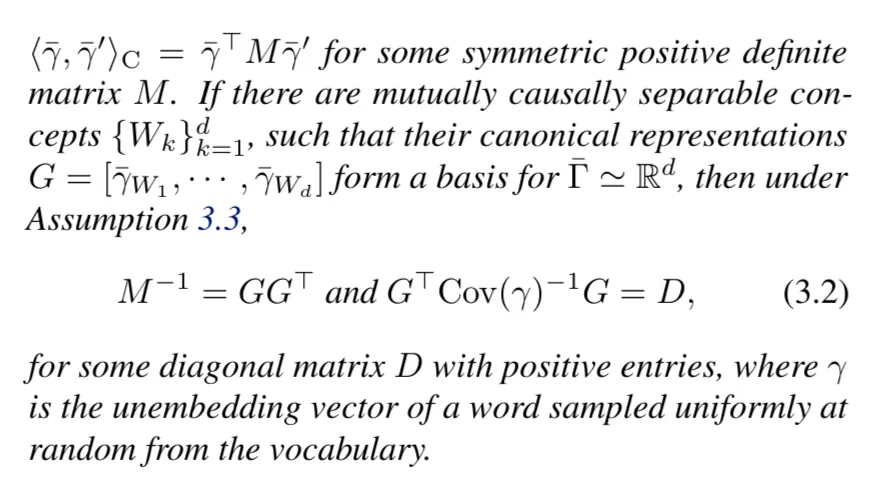 ⟨γ̄, γ̄′⟩_C = γ̄^⊤Mγ̄′ for some symmetric positive definite
matrix M. If there are mutually causally separable con-
cepts {W_k}^d_{k=1}, such that their canonical representations
G = [γ̄_{W_1}, ⋯ , γ̄_{W_d}] form a basis for Γ̄ ≃ ℝ^d, then under
Assumption 3.3,
M^{−1} = GG^⊤ and G^⊤Cov(γ)^{−1}G = D, (3.2)
for some diagonal matrix D with positive entries, where γ
is the unembedding vector of a word sampled uniformly at
random from the vocabulary.